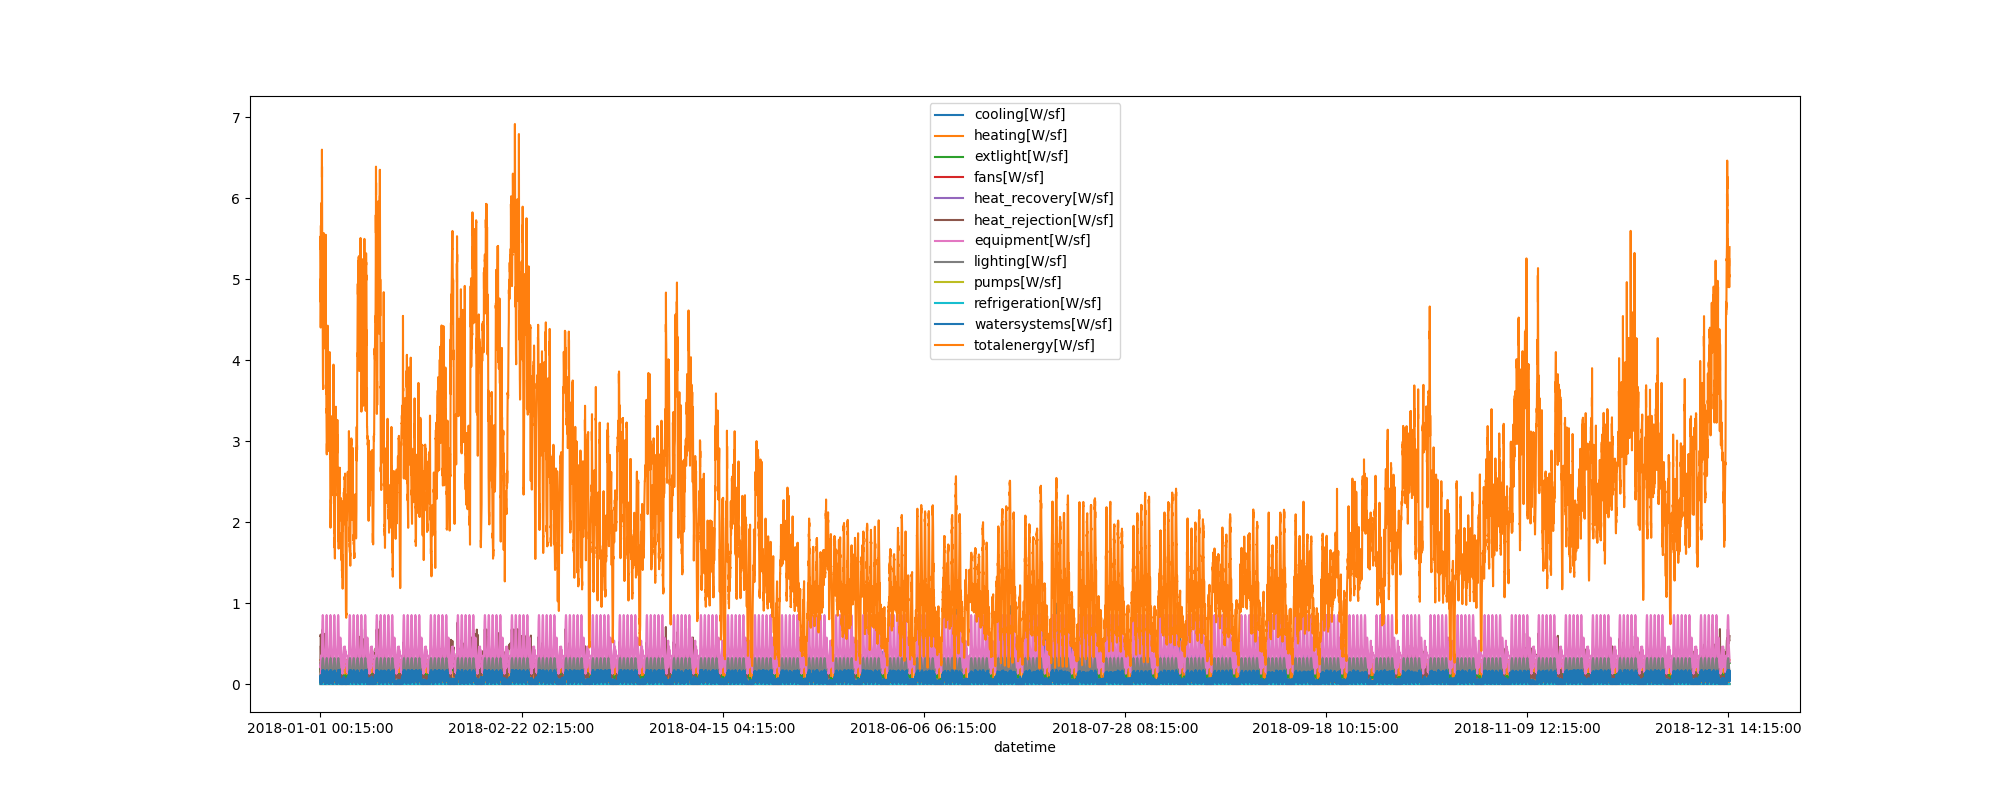 7
6
5
4
3
2
1
0
cooling[W/sf]
heating[W/sf]
extlight[W/sf]
fans[W/sf]
heat_recovery[W/sf]
heat_rejection[W/sf]
equipment[W/sf]
lighting[W/sf]
pumps[W/sf]
refrigeration[W/sf]
watersystems[W/sf]
totalenergy[W/sf]
2018-01-01 00:15:00 2018-02-22 02:15:00 2018-04-15 04:15:00 2018-06-06 06:15:00 2018-07-28 08:15:00 2018-09-18 10:15:00 2018-11-09 12:15:00 2018-12-31 14:15:00
datetime